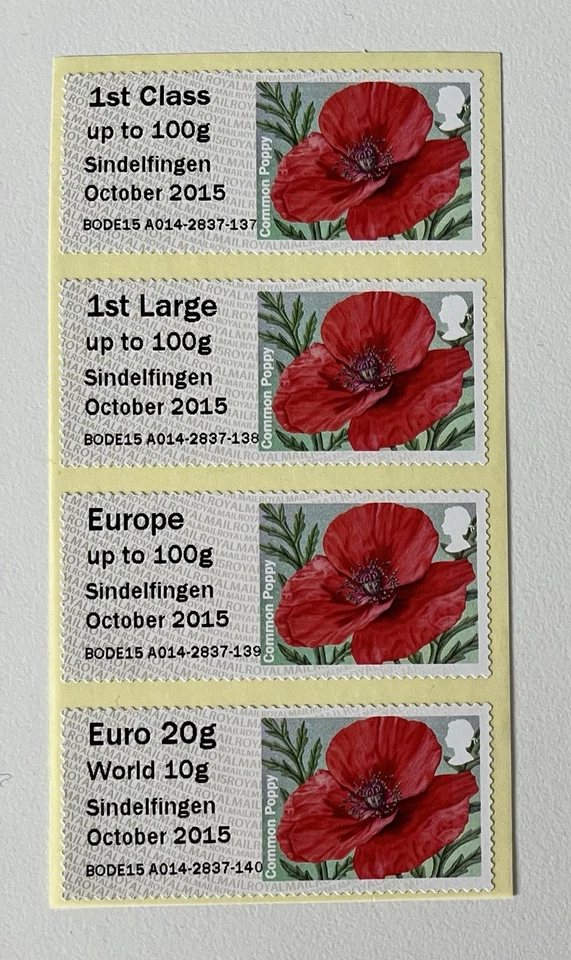 1st Class
up to 100g
Sindelfingen
October 2015
BODE15 A014-2837-137
Common Poppy
1st Large
up to 100g
Sindelfingen
October 2015
BODE15 A014-2837-138
Common Poppy
Europe
up to 100g
Sindelfingen
October 2015
BODE15 A014-2837-139
Common Poppy
Euro 20g
World 10g
Sindelfingen
October 2015
BODE15 A014-2837-140
Common Poppy